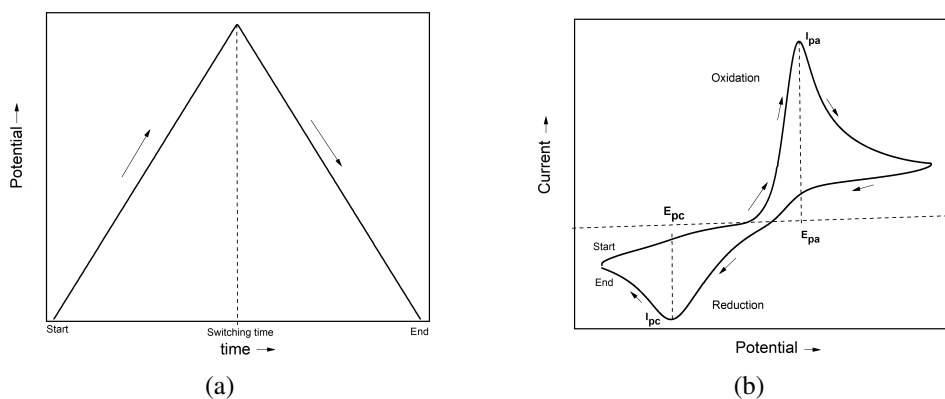 Potential
Start
Switching time
End
time
(a)
Current
I_pa
Oxidation
E_pc
E_pa
Start
End
I_pc
Reduction
Potential
(b)